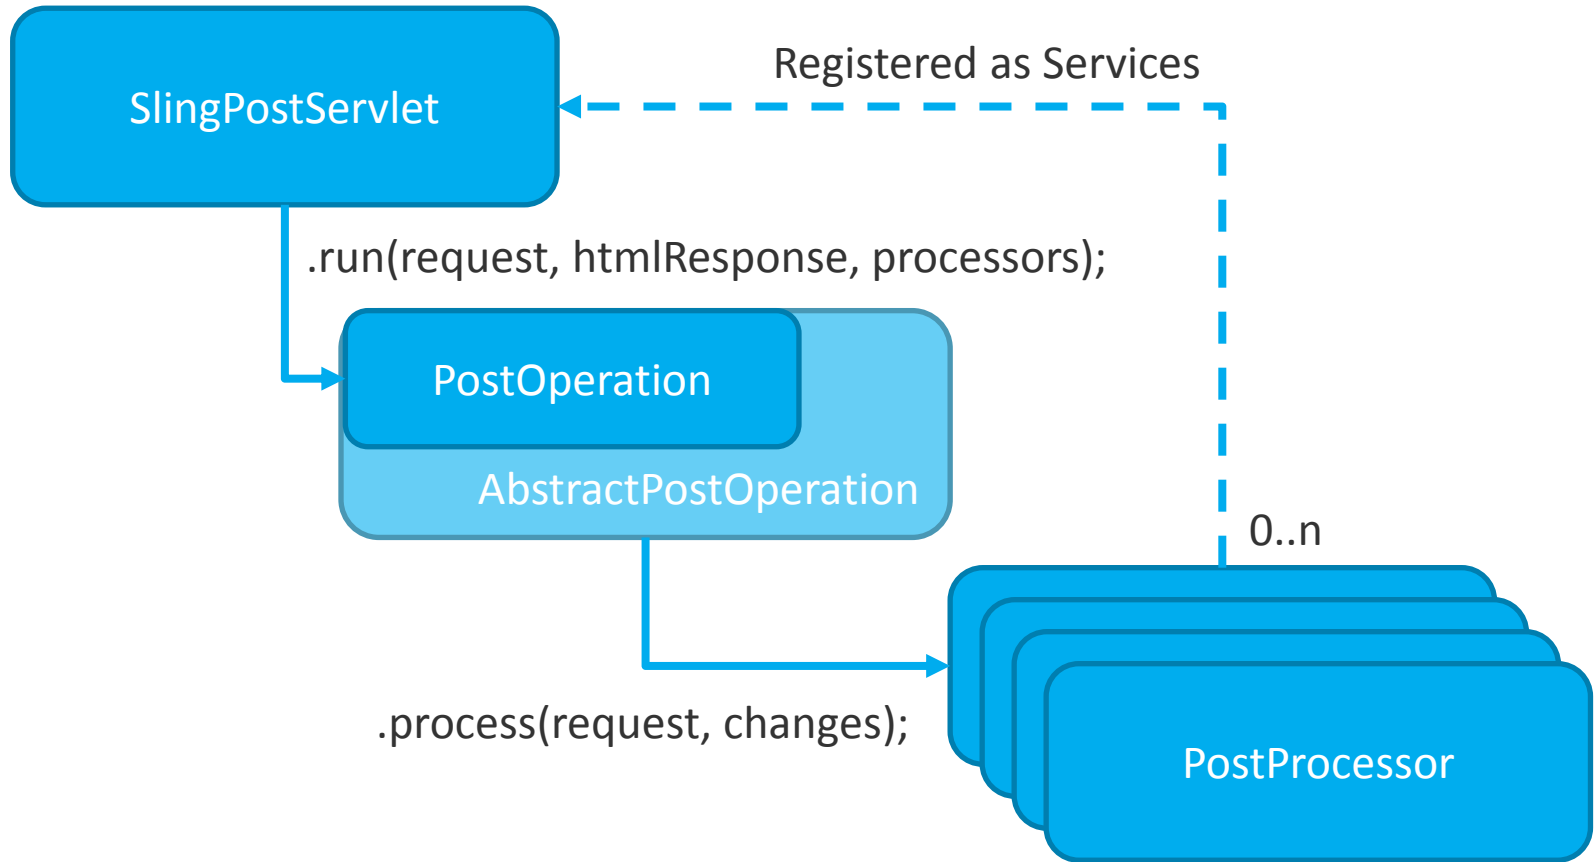 Registered as Services
SlingPostServlet
.run(request, htmlResponse, processors);
PostOperation
AbstractPostOperation
0..n
.process(request, changes);
PostProcessor